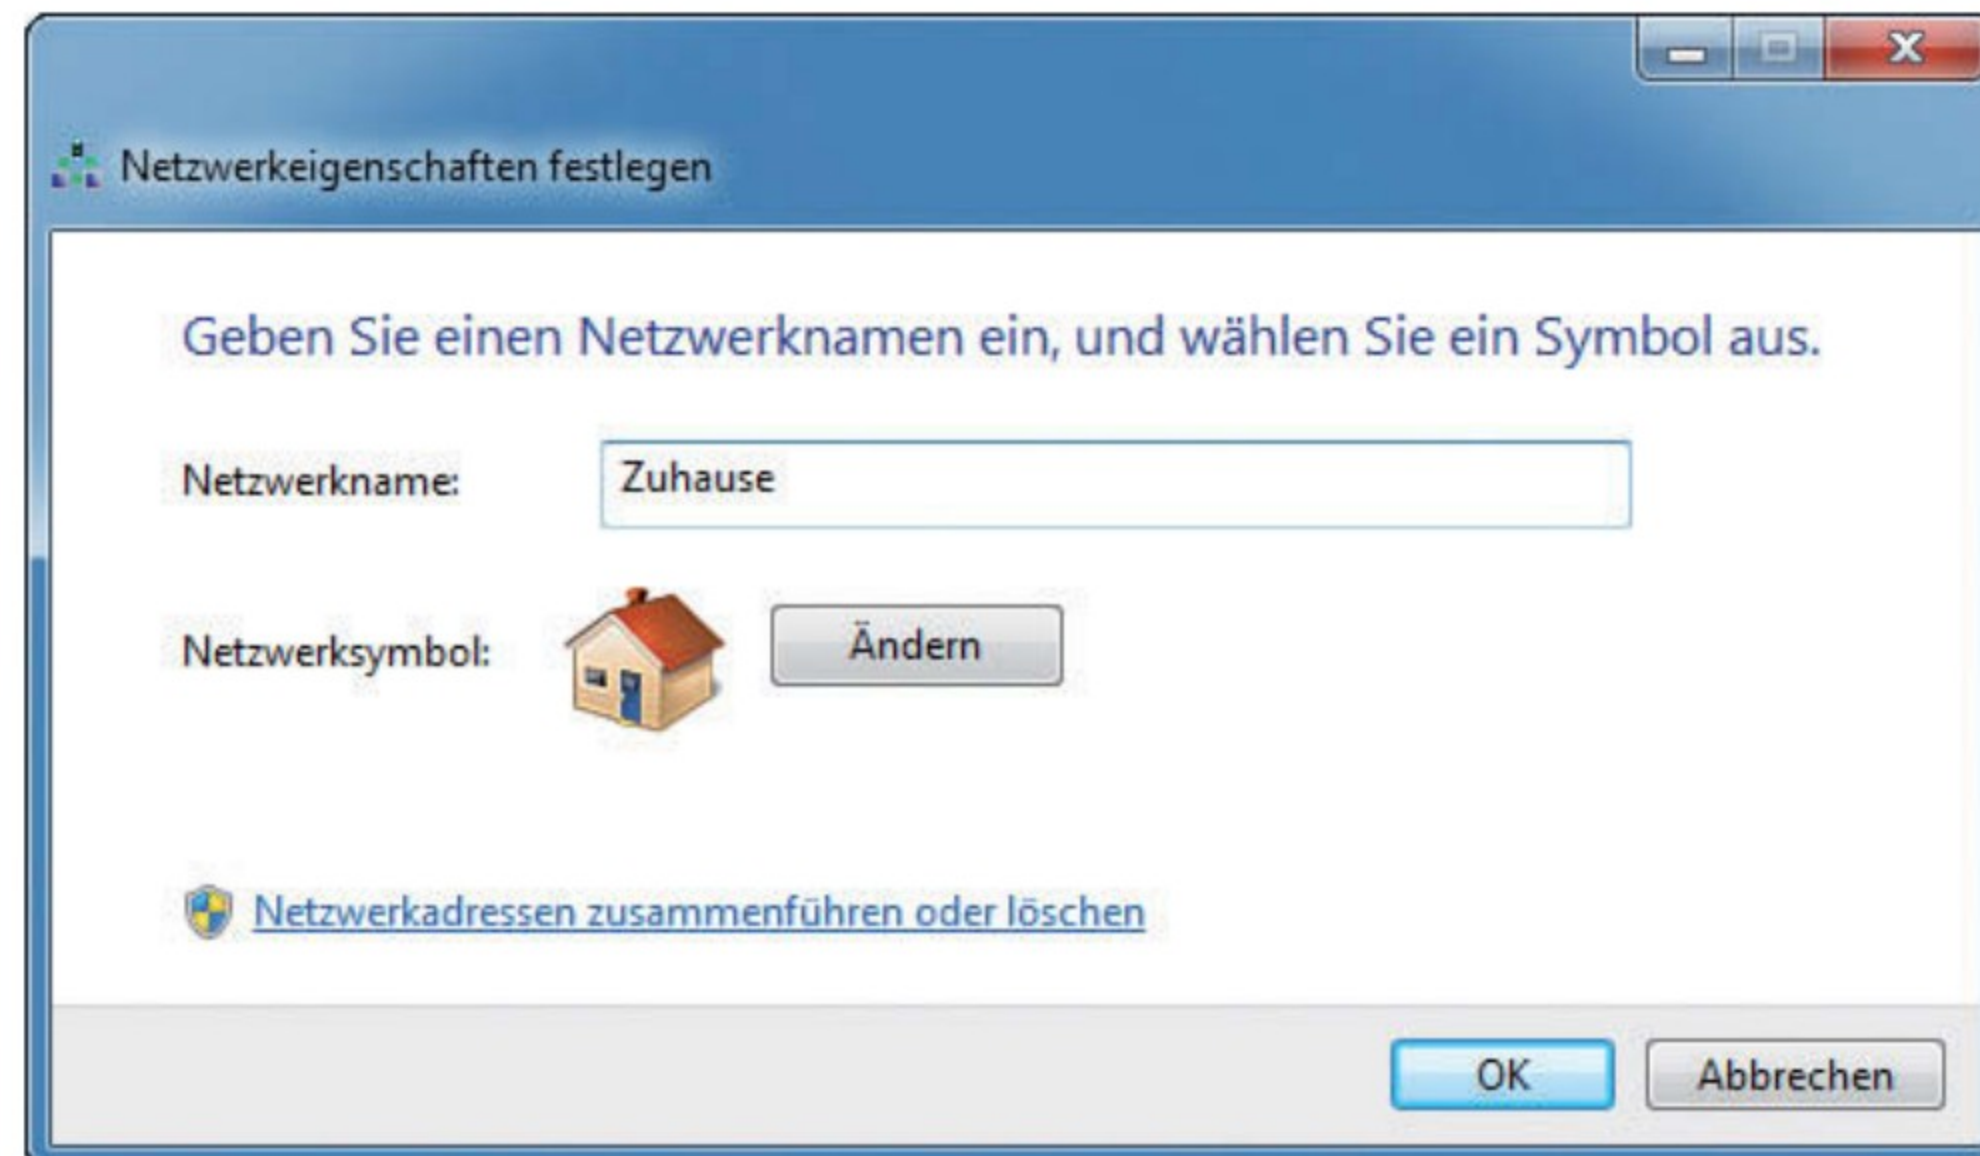 Netzwerkeigenschaften festlegen
Geben Sie einen Netzwerknamen ein, und wählen Sie ein Symbol aus.
Netzwerkname: Zuhause
Netzwerksymbol: Ändern
Netzwerkadressen zusammenführen oder löschen
OK Abbrechen